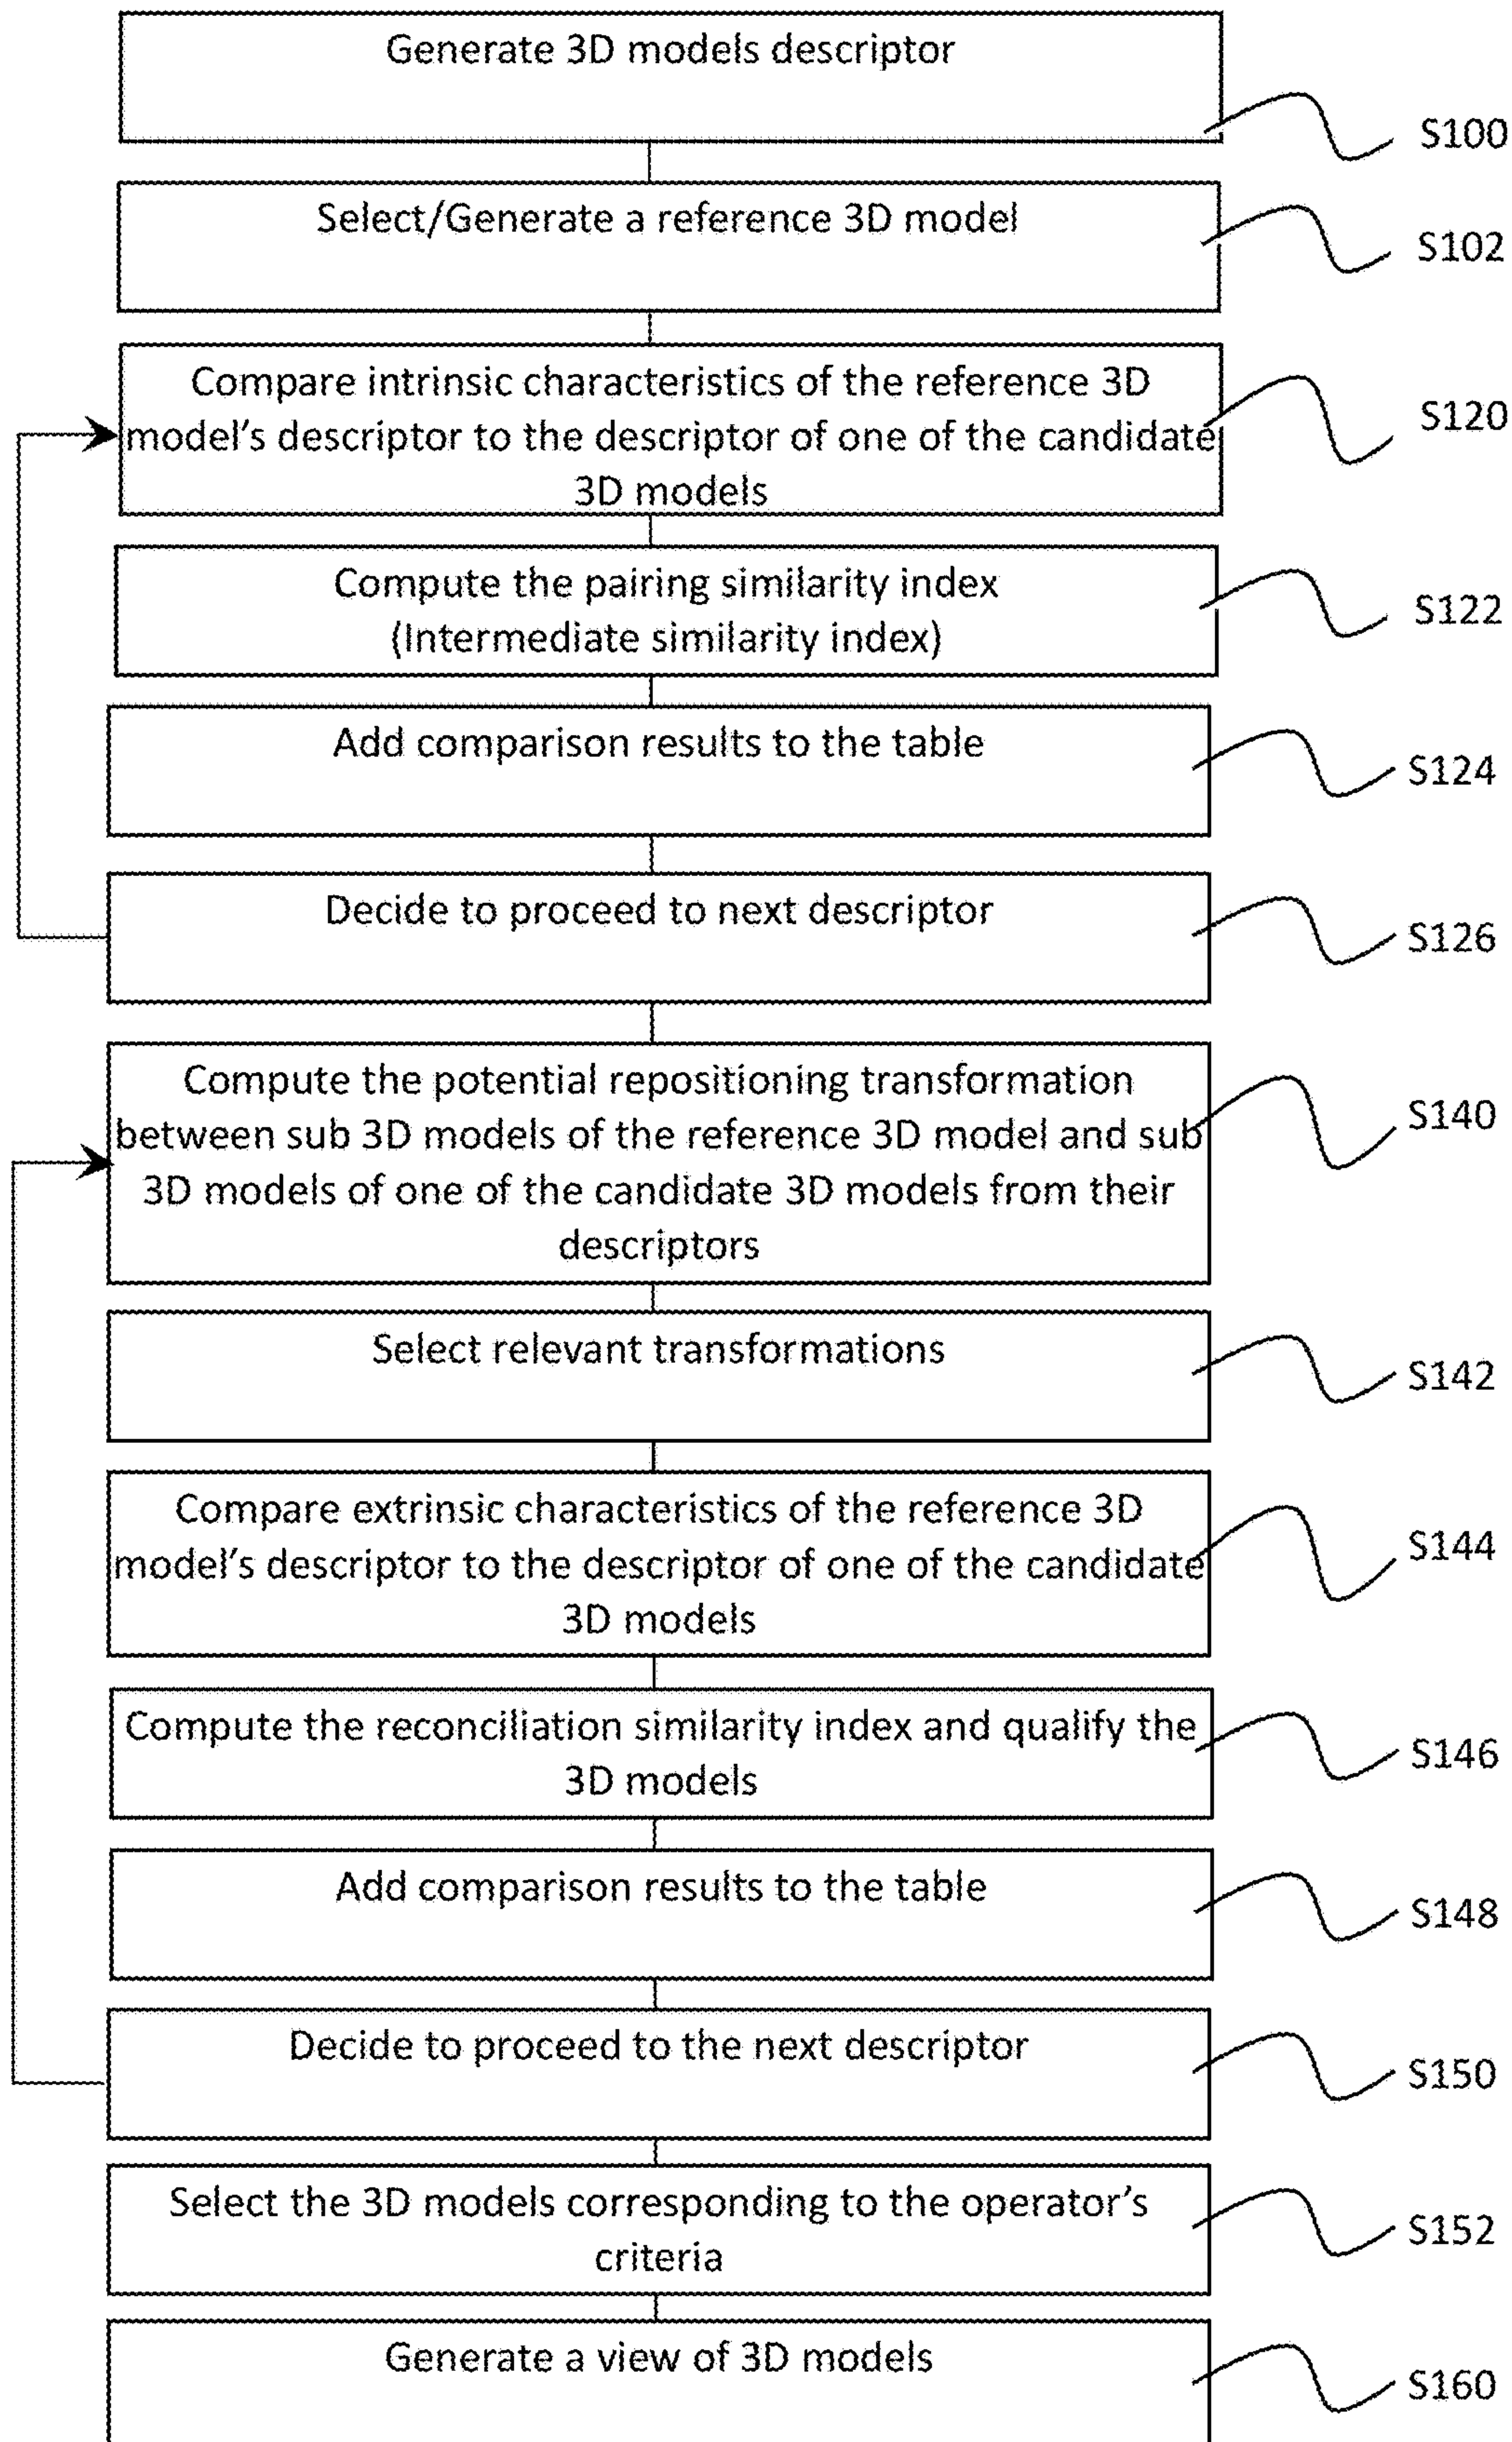 Generate 3D models descriptor
S100
Select/Generate a reference 3D model
S102
Compare intrinsic characteristics of the reference 3D
model's descriptor to the descriptor of one of the candidate
3D models
S120
Compute the pairing similarity index
(Intermediate similarity index)
S122
Add comparison results to the table
S124
Decide to proceed to next descriptor
S126
Compute the potential repositioning transformation
between sub 3D models of the reference 3D model and sub
3D models of one of the candidate 3D models from their
descriptors
S140
Select relevant transformations
S142
Compare extrinsic characteristics of the reference 3D
model's descriptor to the descriptor of one of the candidate
3D models
S144
Compute the reconciliation similarity index and qualify the
3D models
S146
Add comparison results to the table
S148
Decide to proceed to the next descriptor
S150
Select the 3D models corresponding to the operator's
criteria
S152
Generate a view of 3D models
S160